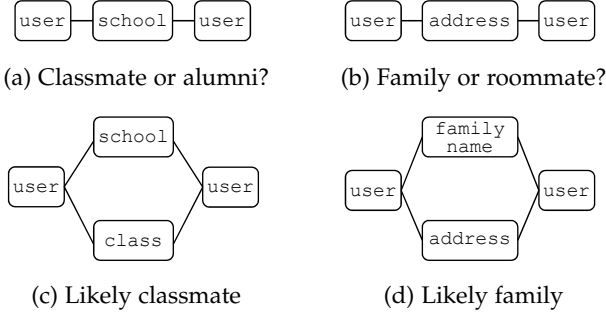 user school user
user address user
(a) Classmate or alumni?
(b) Family or roommate?
school
user
user
class
family
name
user
user
address
(c) Likely classmate
(d) Likely family